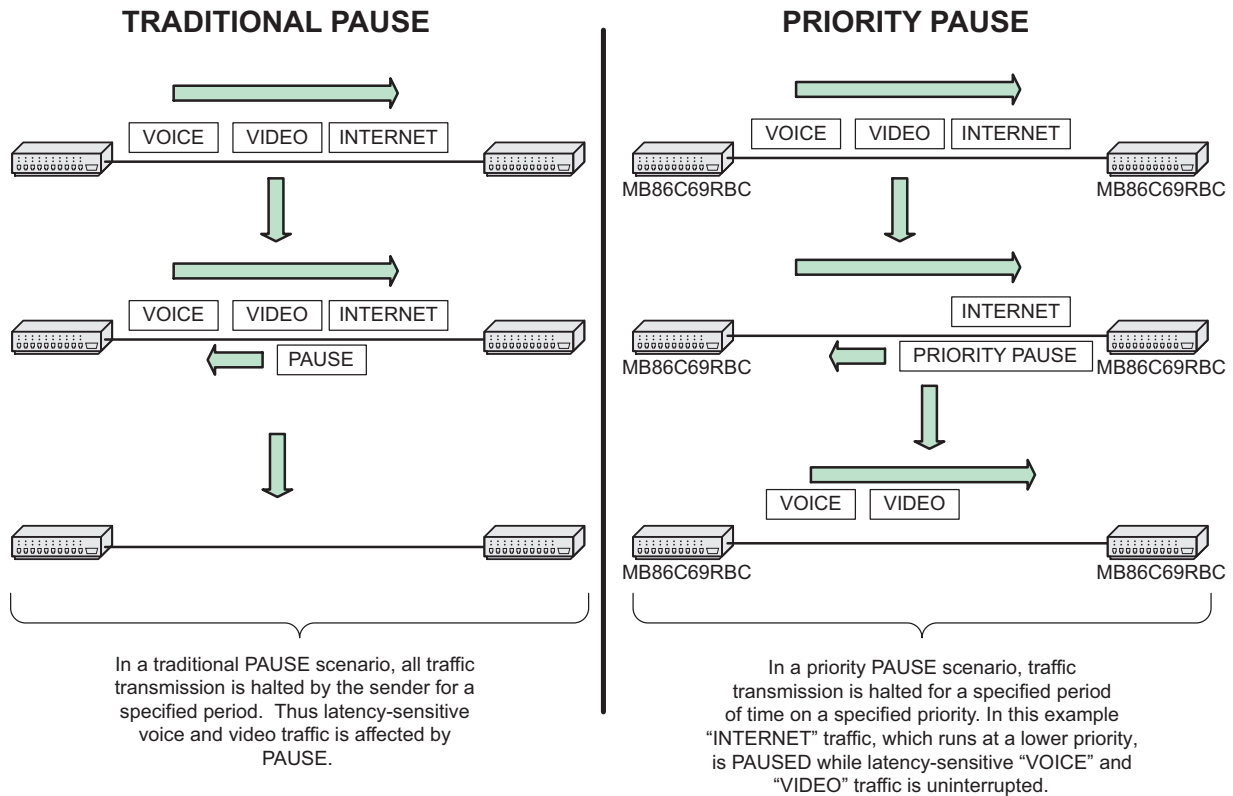 TRADITIONAL PAUSE
VOICE VIDEO INTERNET
VOICE VIDEO INTERNET
PAUSE
In a traditional PAUSE scenario, all traffic
transmission is halted by the sender for a
specified period. Thus latency-sensitive
voice and video traffic is affected by
PAUSE.
PRIORITY PAUSE
VOICE VIDEO INTERNET
MB86C69RBC MB86C69RBC
INTERNET
PRIORITY PAUSE
MB86C69RBC MB86C69RBC
VOICE VIDEO
MB86C69RBC MB86C69RBC
In a priority PAUSE scenario, traffic
transmission is halted for a specified period
of time on a specified priority. In this example
“INTERNET” traffic, which runs at a lower priority,
is PAUSED while latency-sensitive “VOICE” and
“VIDEO” traffic is uninterrupted.